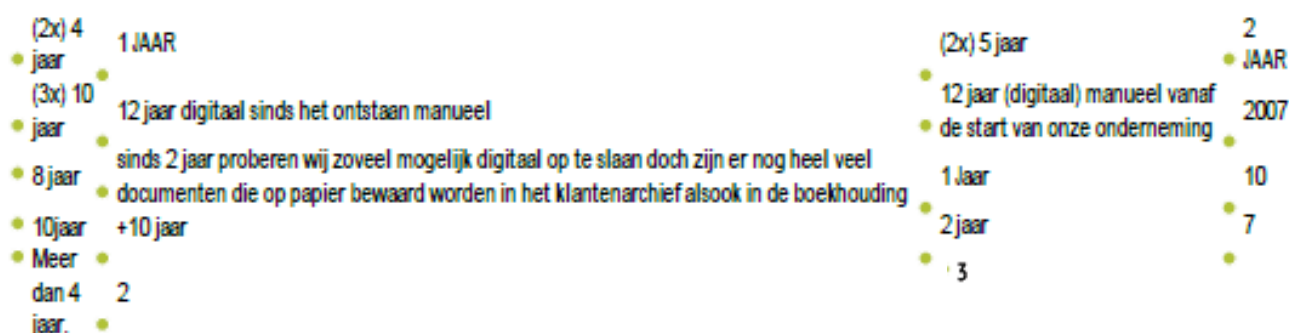 (2x) 4
jaar
1 JAAR
(2x) 5 jaar
2
JAAR
(3x) 10
jaar
12 jaar digitaal sinds het ontstaan manueel
12 jaar (digitaal) manueel vanaf
de start van onze onderneming
2007
8 jaar
sinds 2 jaar proberen wij zoveel mogelijk digitaal op te slaan doch zijn er nog heel veel
documenten die op papier bewaard worden in het klantenarchief alsook in de boekhouding
1 Jaar
10
10jaar
+10 jaar
2 jaar
7
Meer
dan 4
jaar.
2
3